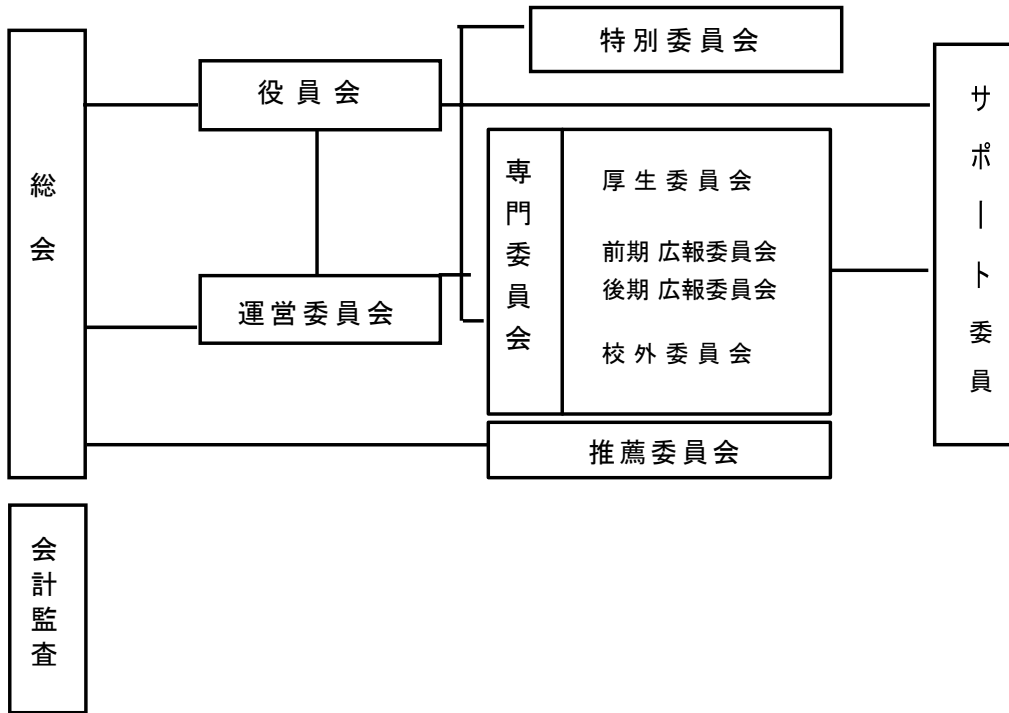 総会
役員会
運営委員会
特別委員会
専門委員会
厚生委員会
前期 広報委員会
後期 広報委員会
校外委員会
推薦委員会
サポート委員
会計監査